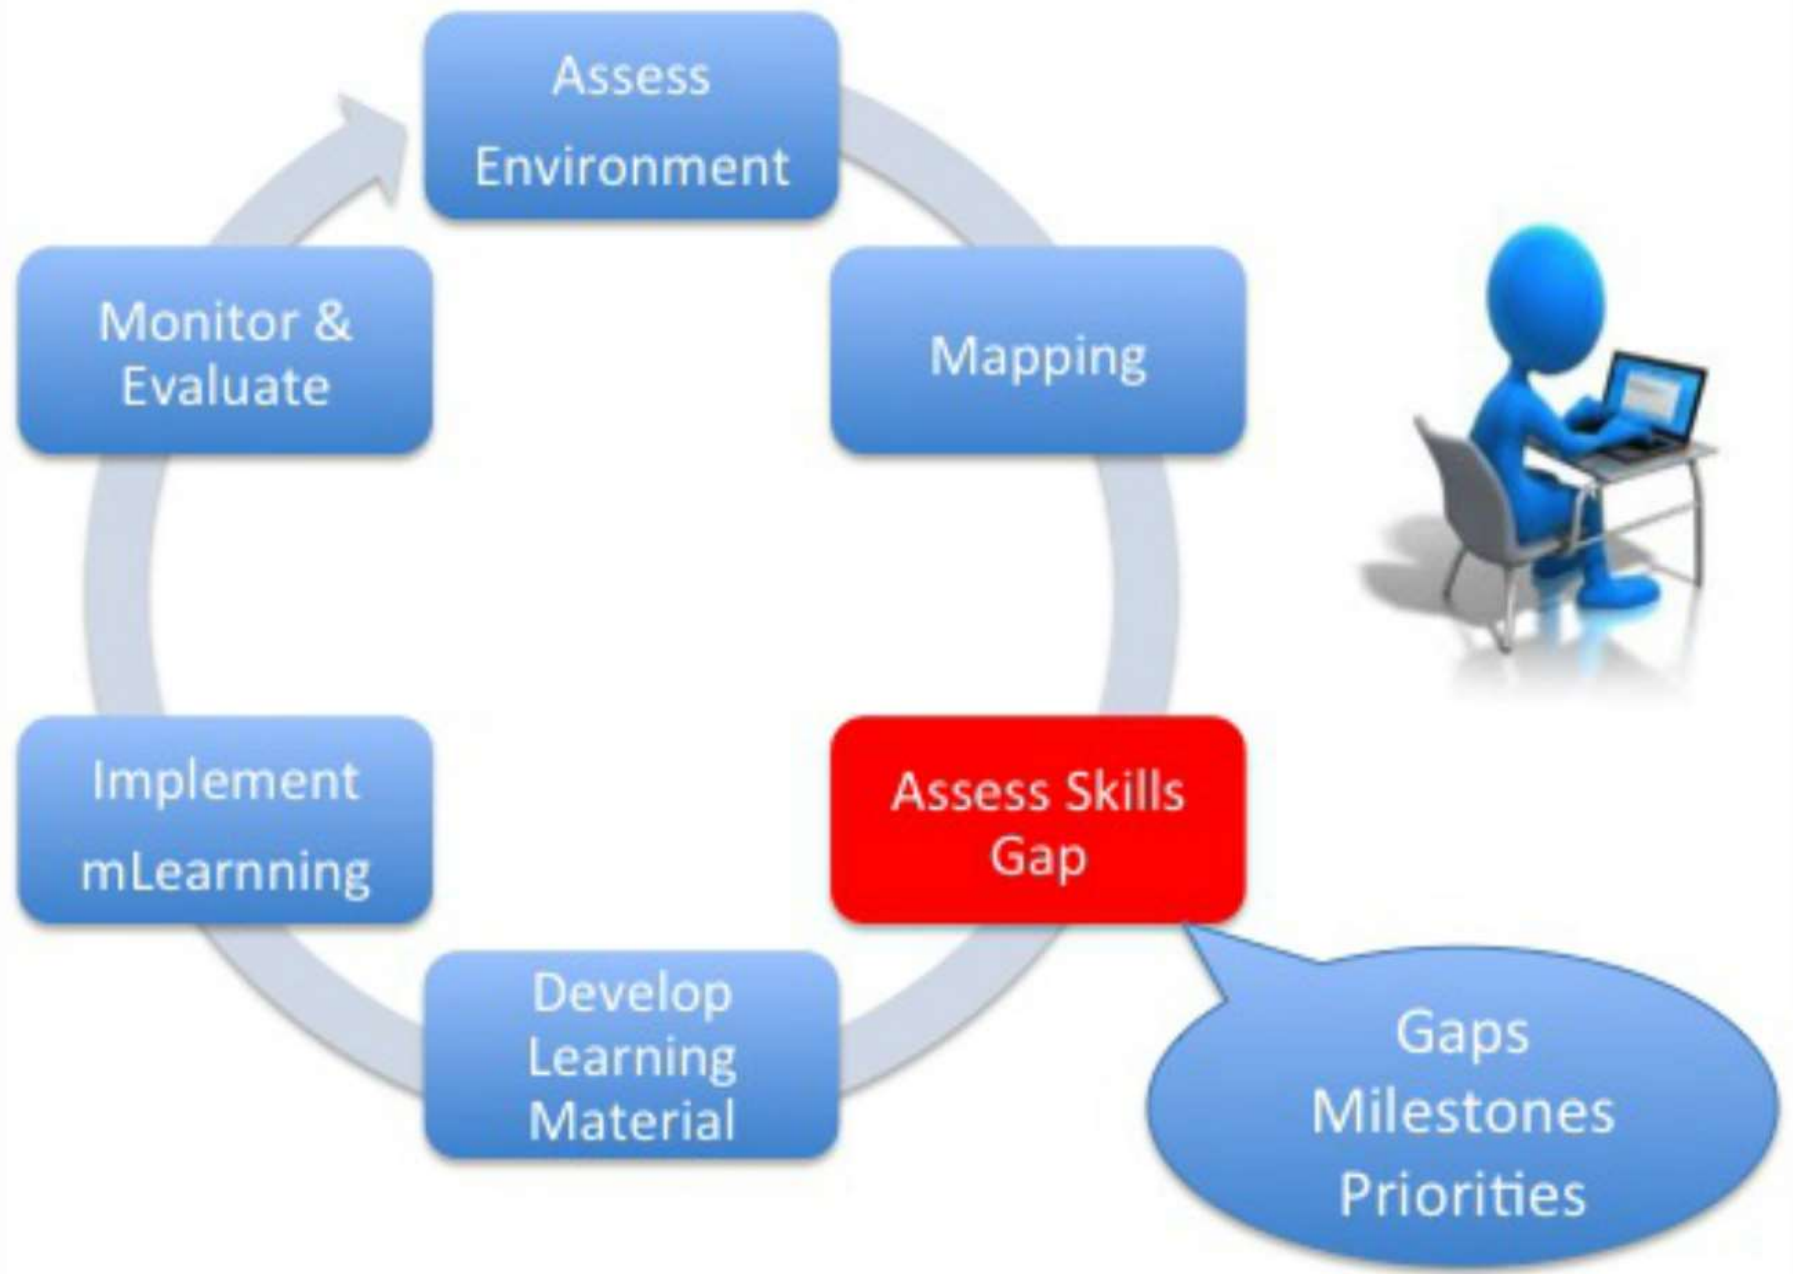 Assess
Environment
Mapping
Assess Skills
Gap
Gaps
Milestones
Priorities
Develop
Learning
Material
Implement
mLearnning
Monitor &
Evaluate